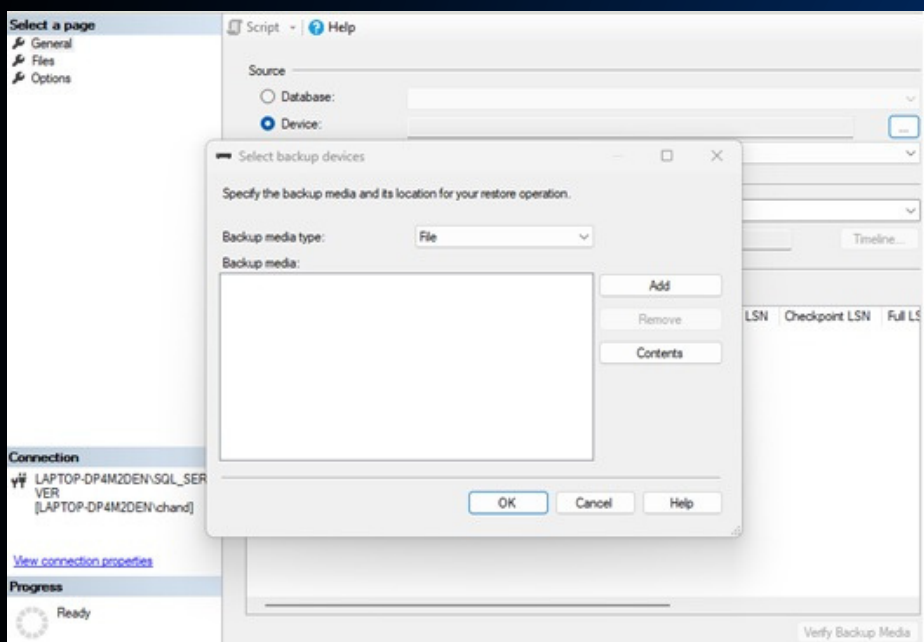 Select a page
General
Files
Options
Script
Help
Source
Database:
Device:
...
Select backup devices
Specify the backup media and its location for your restore operation.
Backup media type:
File
Backup media:
Add
Remove
Contents
OK
Cancel
Help
Timeline...
LSN
Checkpoint LSN
Full LS
Connection
LAPTOP-DP4M2DEN\SQL_SER
VER
[LAPTOP-DP4M2DEN\chand]
View connection properties
Progress
Ready
Verify Backup Media